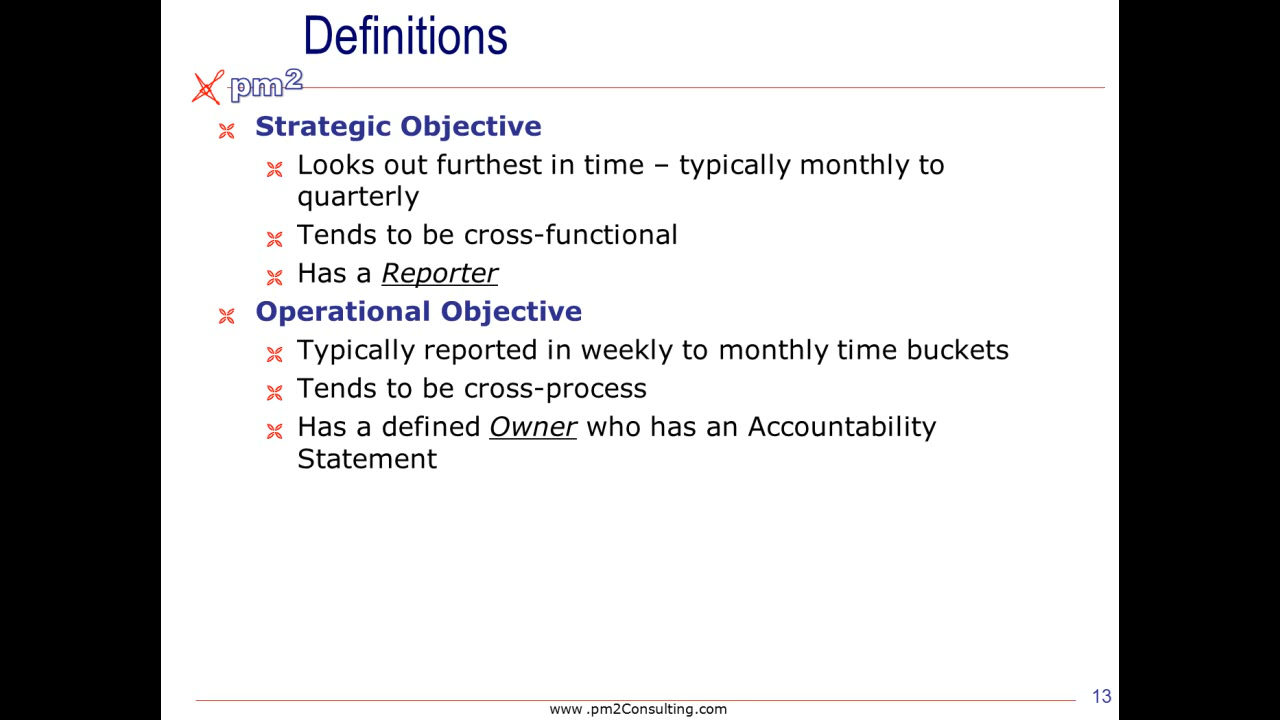 Definitions
pm2
Strategic Objective
Looks out furthest in time – typically monthly to
quarterly
Tends to be cross-functional
Has a Reporter
Operational Objective
Typically reported in weekly to monthly time buckets
Tends to be cross-process
Has a defined Owner who has an Accountability
Statement
13
www .pm2Consulting.com